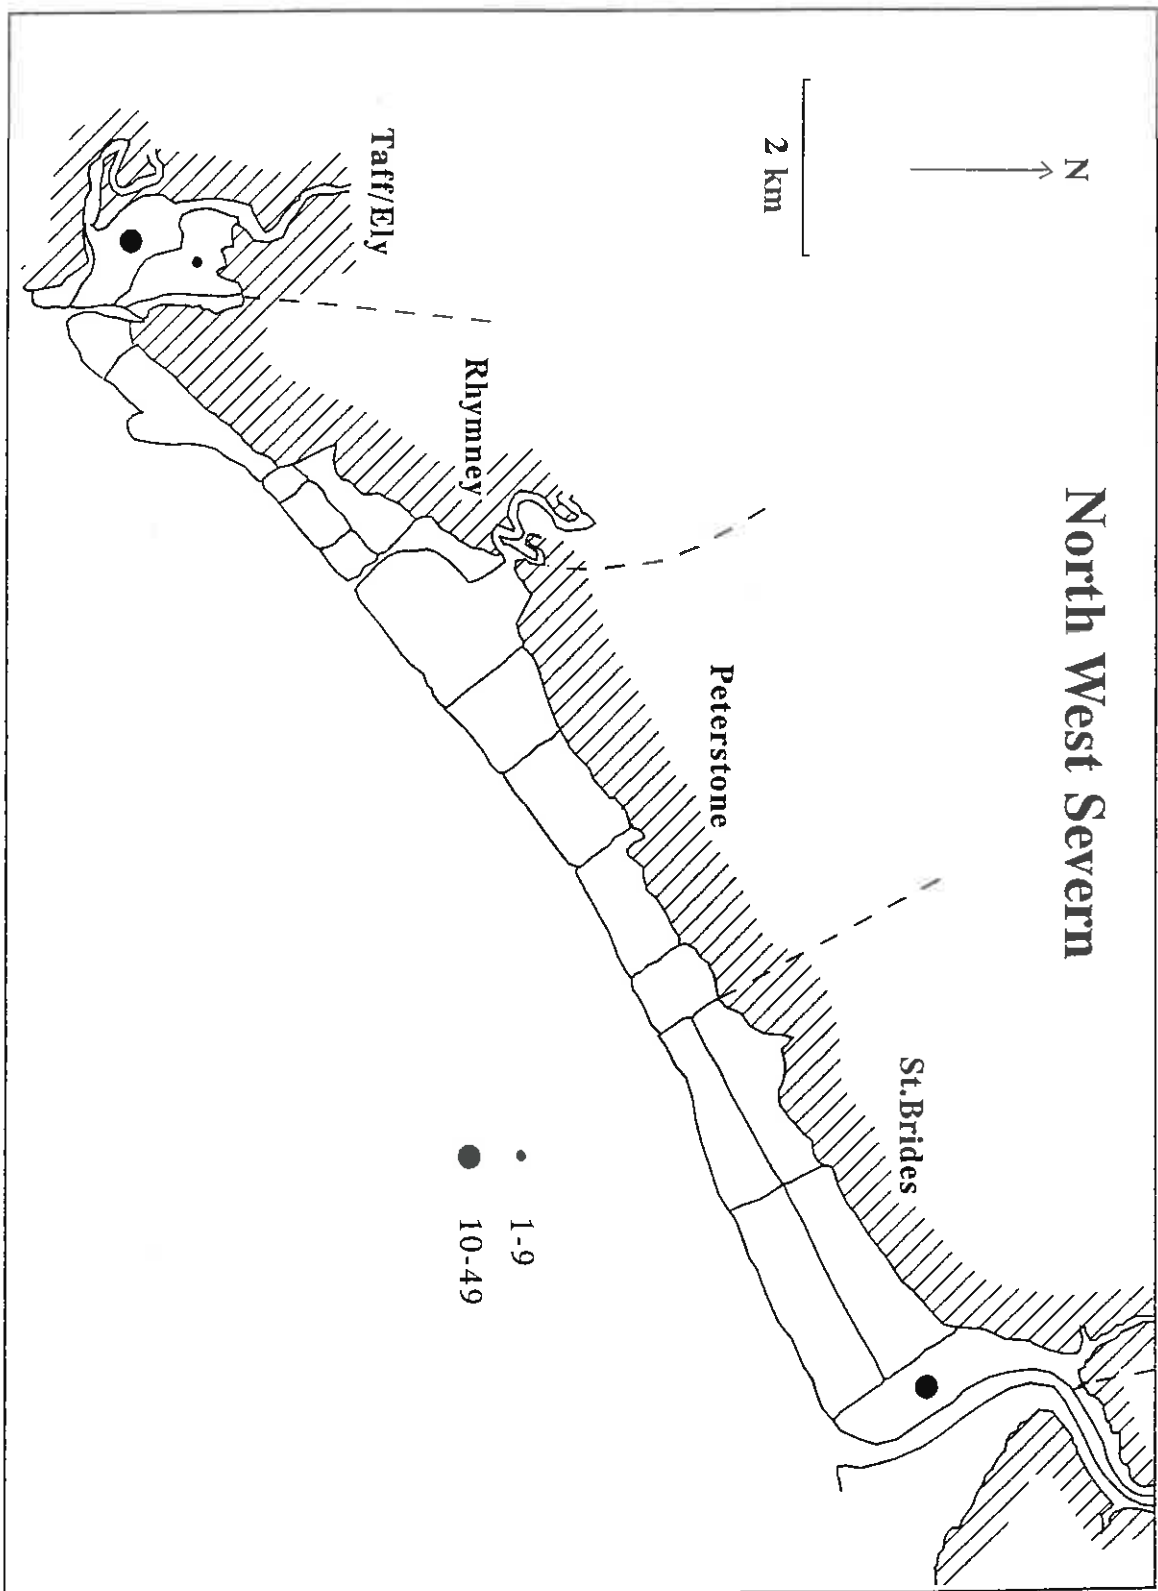 North West Severn
N
2 km
Taff/Ely
Rhymney
Peterstone
St.Brides
1-9
10-49